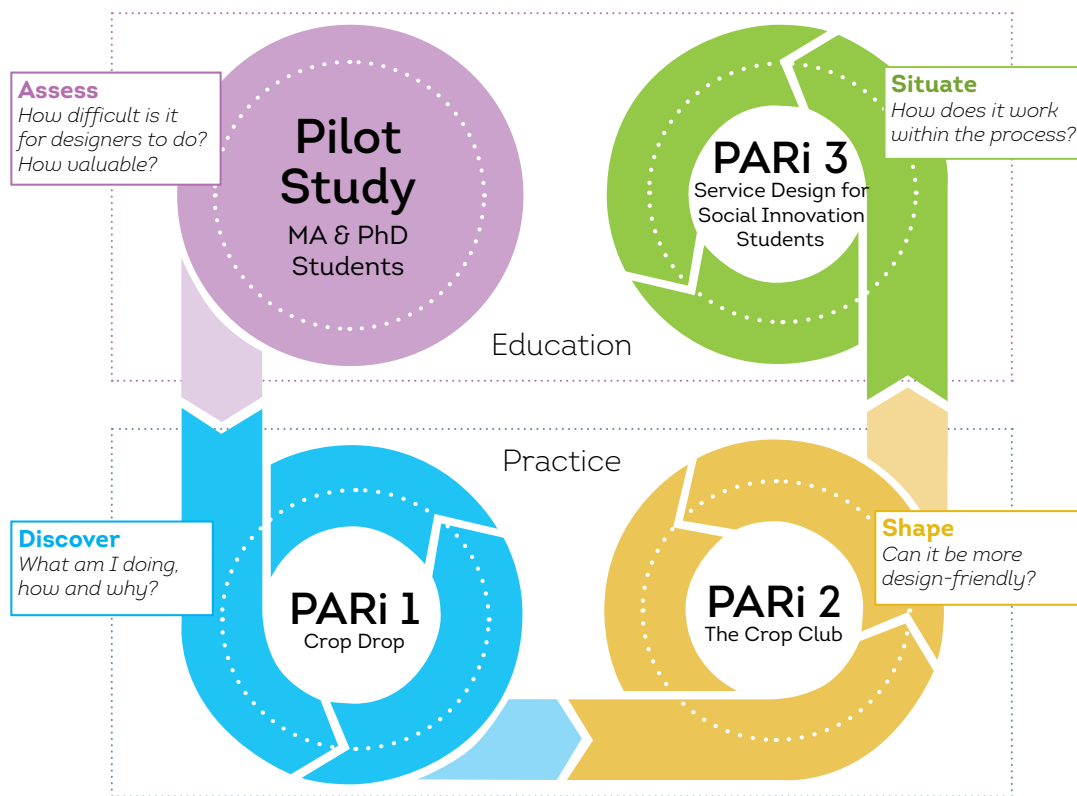 Assess
How difficult is it
for designers to do?
How valuable?
Pilot
Study
MA & PhD
Students
PARi 3
Service Design for
Social Innovation
Students
Situate
How does it work
within the process?
Education
Practice
Discover
What am I doing,
how and why?
PARi 1
Crop Drop
PARi 2
The Crop Club
Shape
Can it be more
design-friendly?